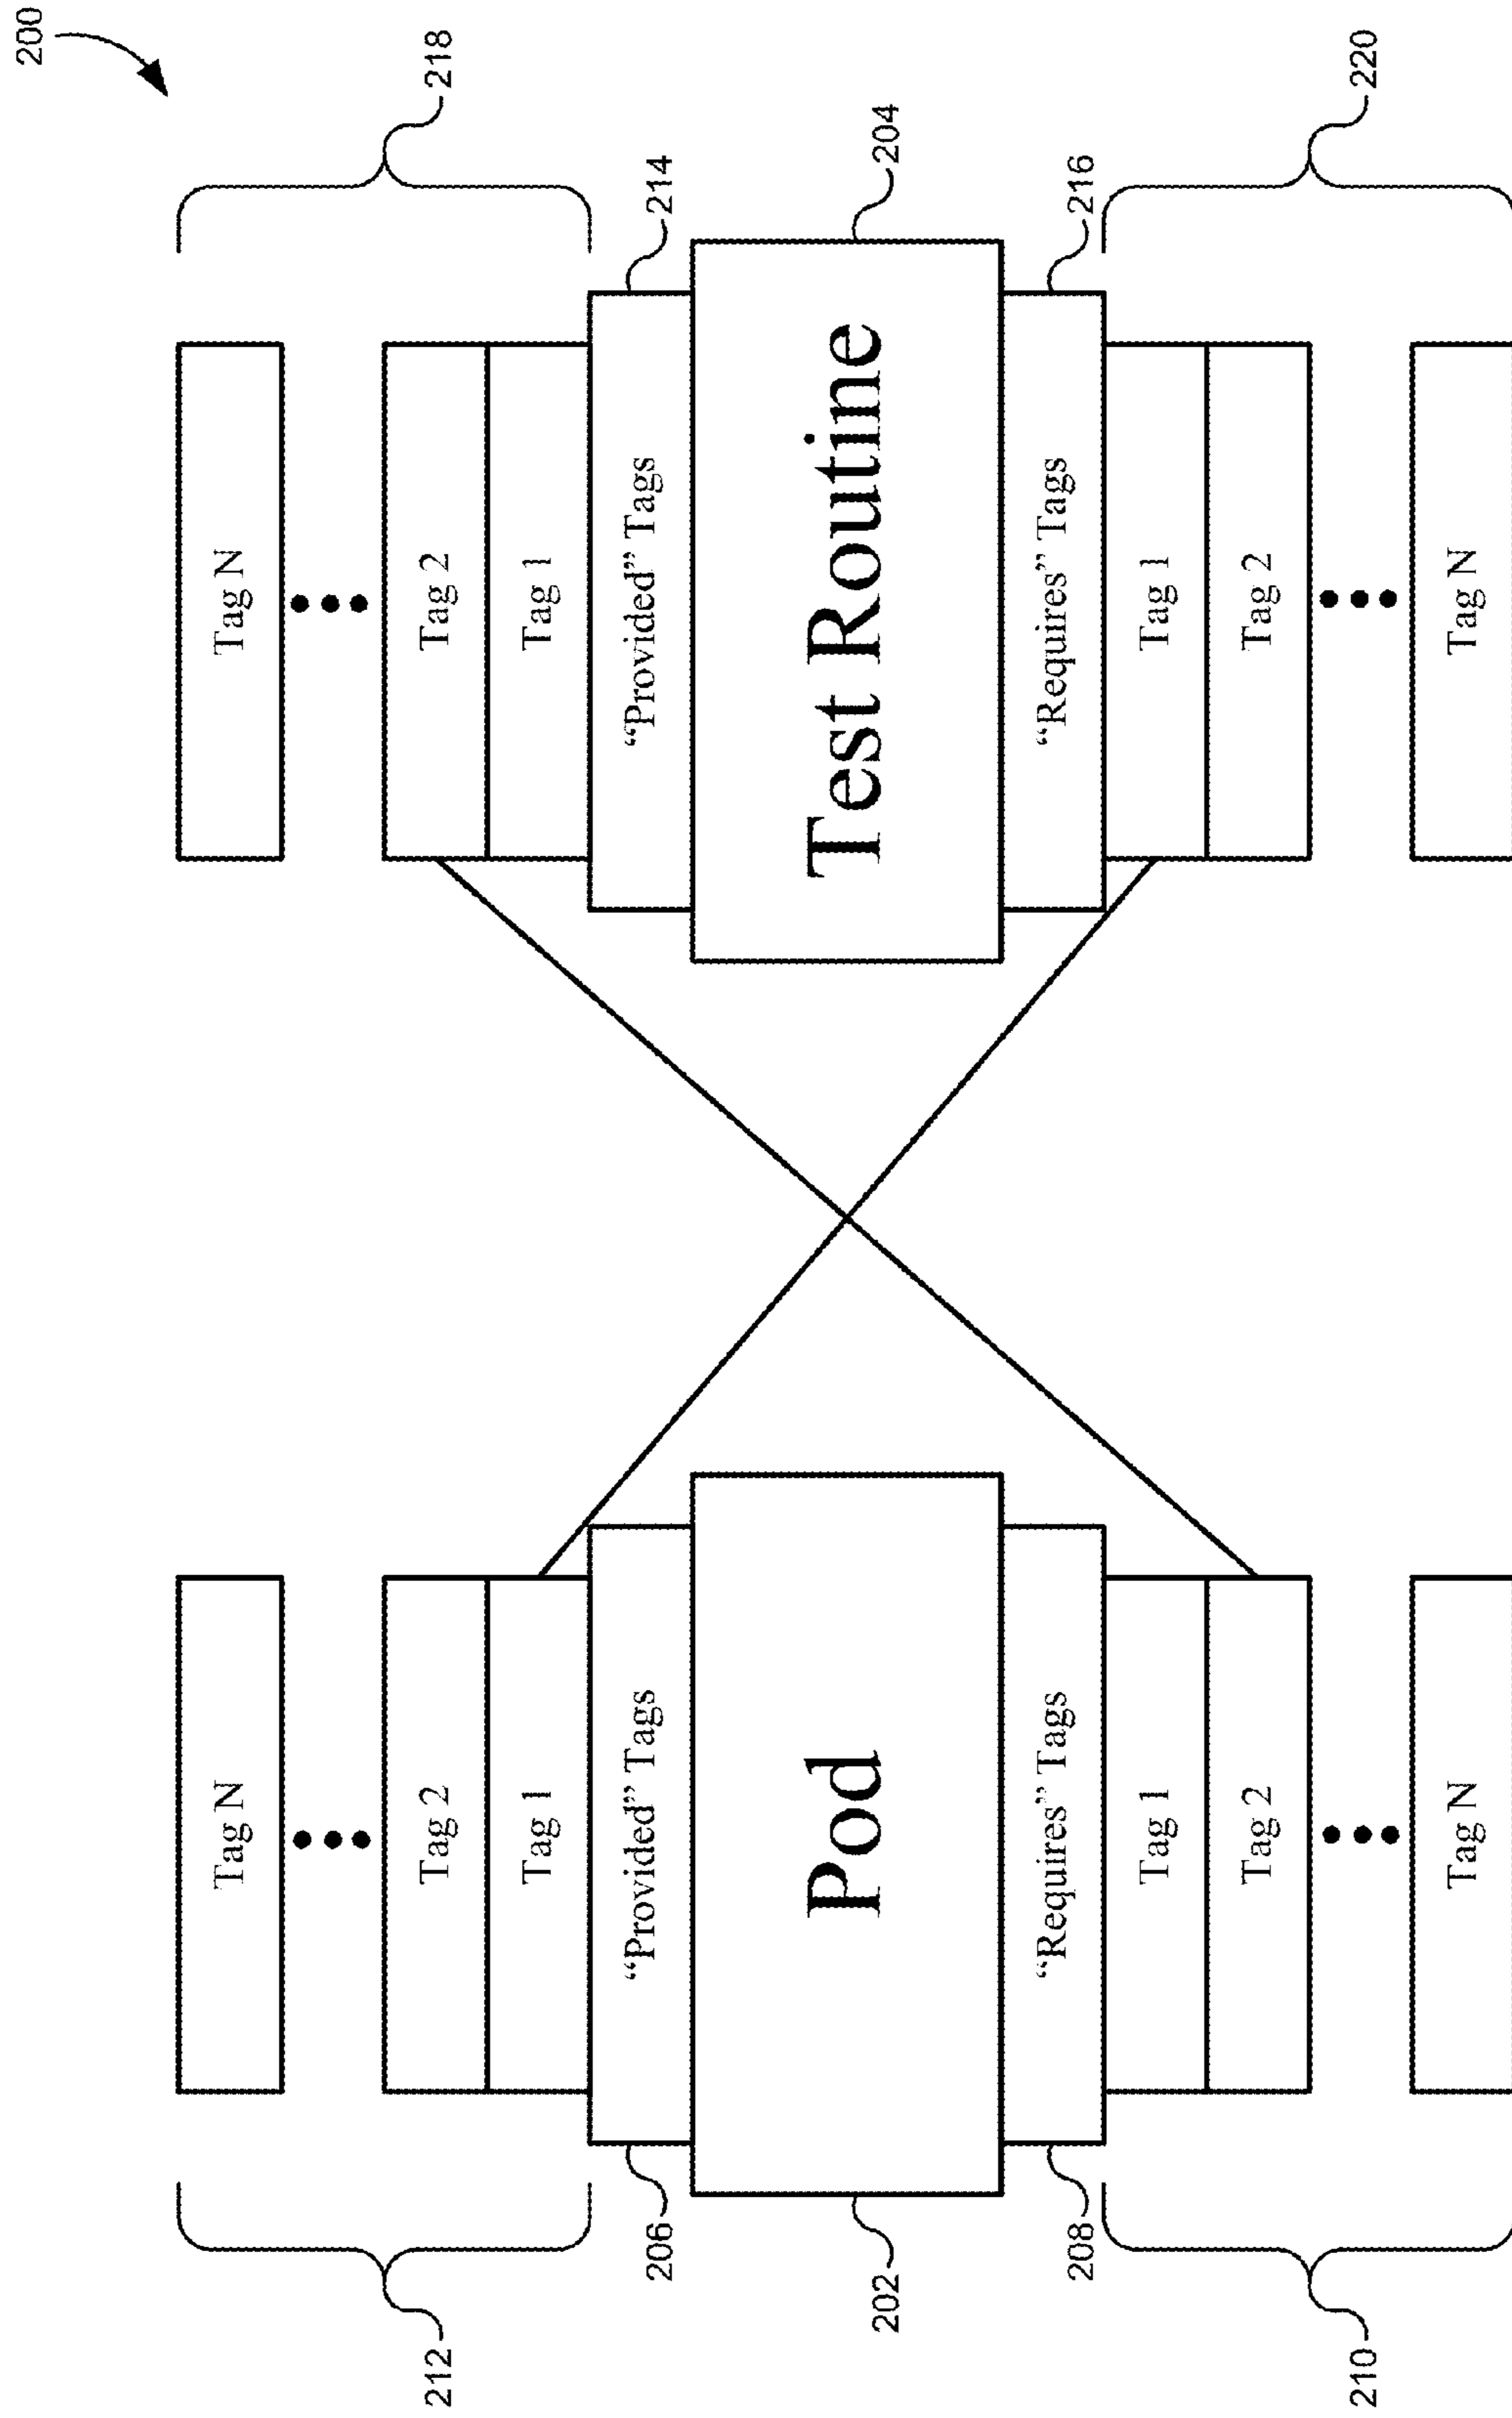 200
212
Tag N
Tag 2
Tag 1
206
“Provided” Tags
202
Pod
208
“Requires” Tags
Tag 1
Tag 2
Tag N
210
218
Tag N
Tag 2
Tag 1
214
“Provided” Tags
204
Test Routine
216
“Requires” Tags
Tag 1
Tag 2
Tag N
220